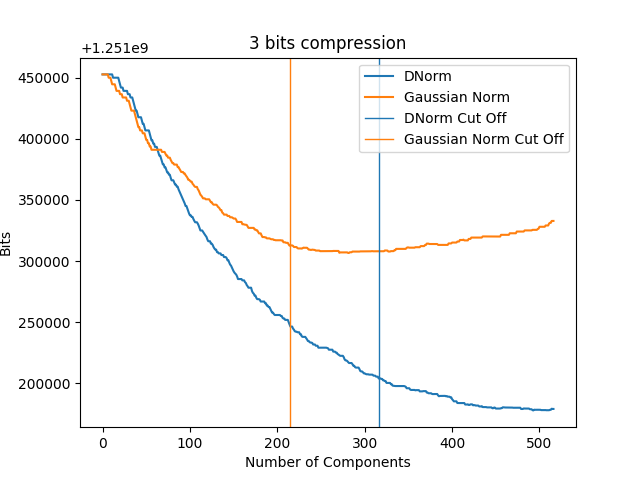 3 bits compression
+1.251e9
450000
400000
350000
300000
250000
200000
Bits
DNorm
Gaussian Norm
DNorm Cut Off
Gaussian Norm Cut Off
0 100 200 300 400 500
Number of Components